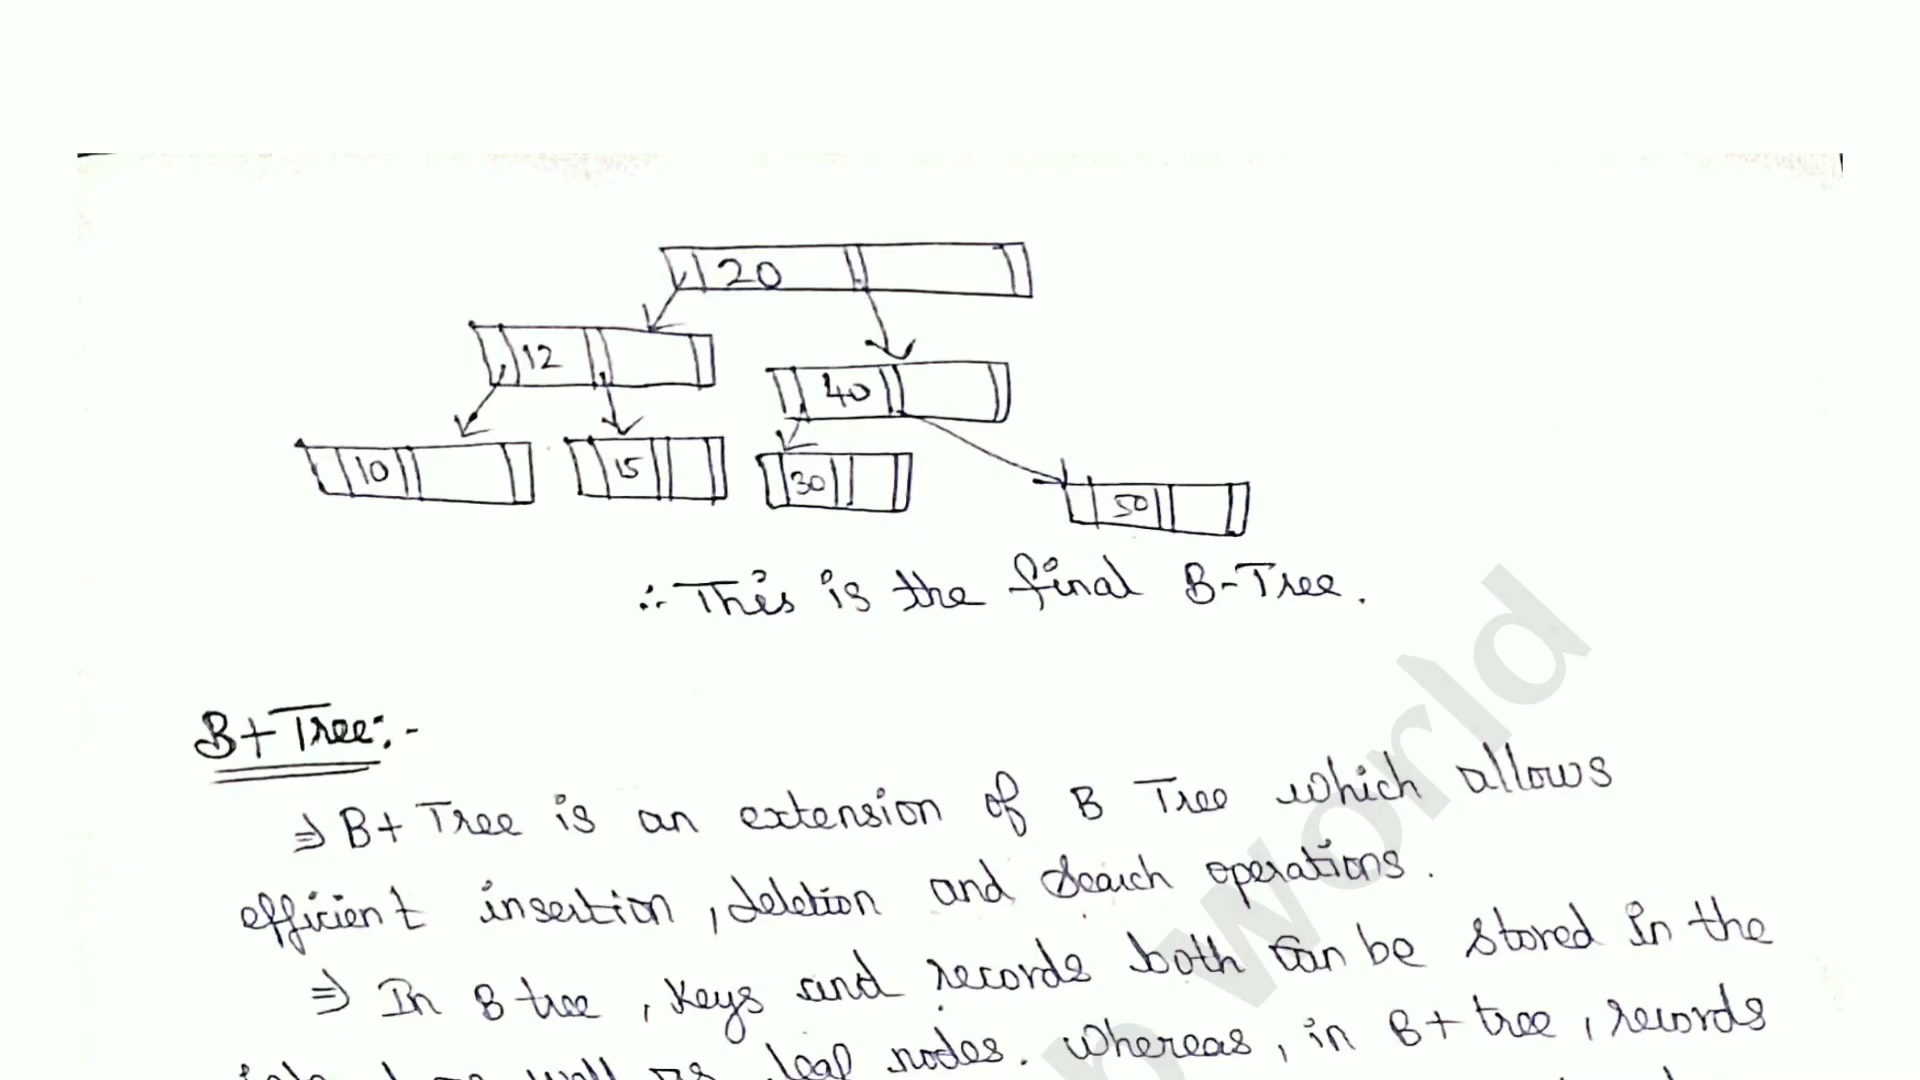 20
12
40
10
15
30
50
∴ This is the final B-Tree.
B+ Tree:-
⇒ B+ Tree is an extension of B Tree which allows
efficient insertion, deletion and search operations.
⇒ In B tree, keys and records both can be stored in the
as leaf nodes. Whereas, in B+ tree, records
world